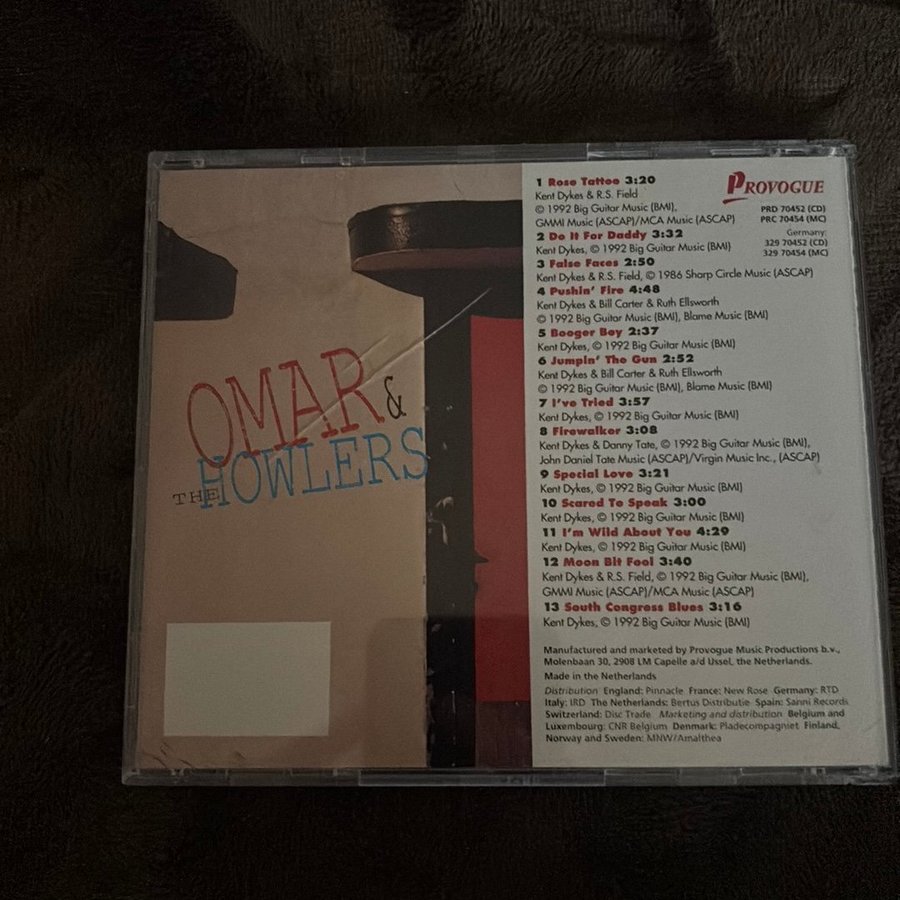 OMAR &
THE HOWLERS
1 Rose Tattoo 3:20
Kent Dykes & R.S. Field
© 1992 Big Guitar Music (BMI),
GMMI Music (ASCAP)/MCA Music (ASCAP)
2 Do It For Daddy 3:32
Kent Dykes, © 1992 Big Guitar Music (BMI)
3 False Faces 2:50
Kent Dykes & R.S. Field, © 1986 Sharp Circle Music (ASCAP)
4 Pushin' Fire 4:48
Kent Dykes & Bill Carter & Ruth Ellsworth
© 1992 Big Guitar Music (BMI), Blame Music (BMI)
5 Booger Boy 2:37
Kent Dykes, © 1992 Big Guitar Music (BMI)
6 Jumpin' The Gun 2:52
Kent Dykes & Bill Carter & Ruth Ellsworth
© 1992 Big Guitar Music (BMI), Blame Music (BMI)
7 I've Tried 3:57
Kent Dykes, © 1992 Big Guitar Music (BMI)
8 Firewalker 3:08
Kent Dykes & Danny Tate, © 1992 Big Guitar Music (BMI),
John Daniel Tate Music (ASCAP)/Virgin Music Inc., (ASCAP)
9 Special Love 3:21
Kent Dykes, © 1992 Big Guitar Music (BMI)
10 Scared To Speak 3:00
Kent Dykes, © 1992 Big Guitar Music (BMI)
11 I'm Wild About You 4:29
Kent Dykes, © 1992 Big Guitar Music (BMI)
12 Moon Bit Fool 3:40
Kent Dykes & R.S. Field, © 1992 Big Guitar Music (BMI),
GMMI Music (ASCAP)/MCA Music (ASCAP)
13 South Congress Blues 3:16
Kent Dykes, © 1992 Big Guitar Music (BMI)
PROVOGUE
PRD 70452 (CD)
PRC 70454 (MC)
Germany:
329 70452 (CD)
329 70454 (MC)
Manufactured and marketed by Provogue Music Productions b.v.,
Molenbaan 30, 2908 LM Capelle a/d IJssel, the Netherlands.
Made in the Netherlands
Distribution England: Pinnacle France: New Rose Germany: RTD
Italy: IRD The Netherlands: Bertus Distributie Spain: Sanni Records
Switzerland: Disc Trade Marketing and distribution Belgium and
Luxembourg: CNR Belgium Denmark: Pladecompagniet Finland,
Norway and Sweden: MNW/Amalthea